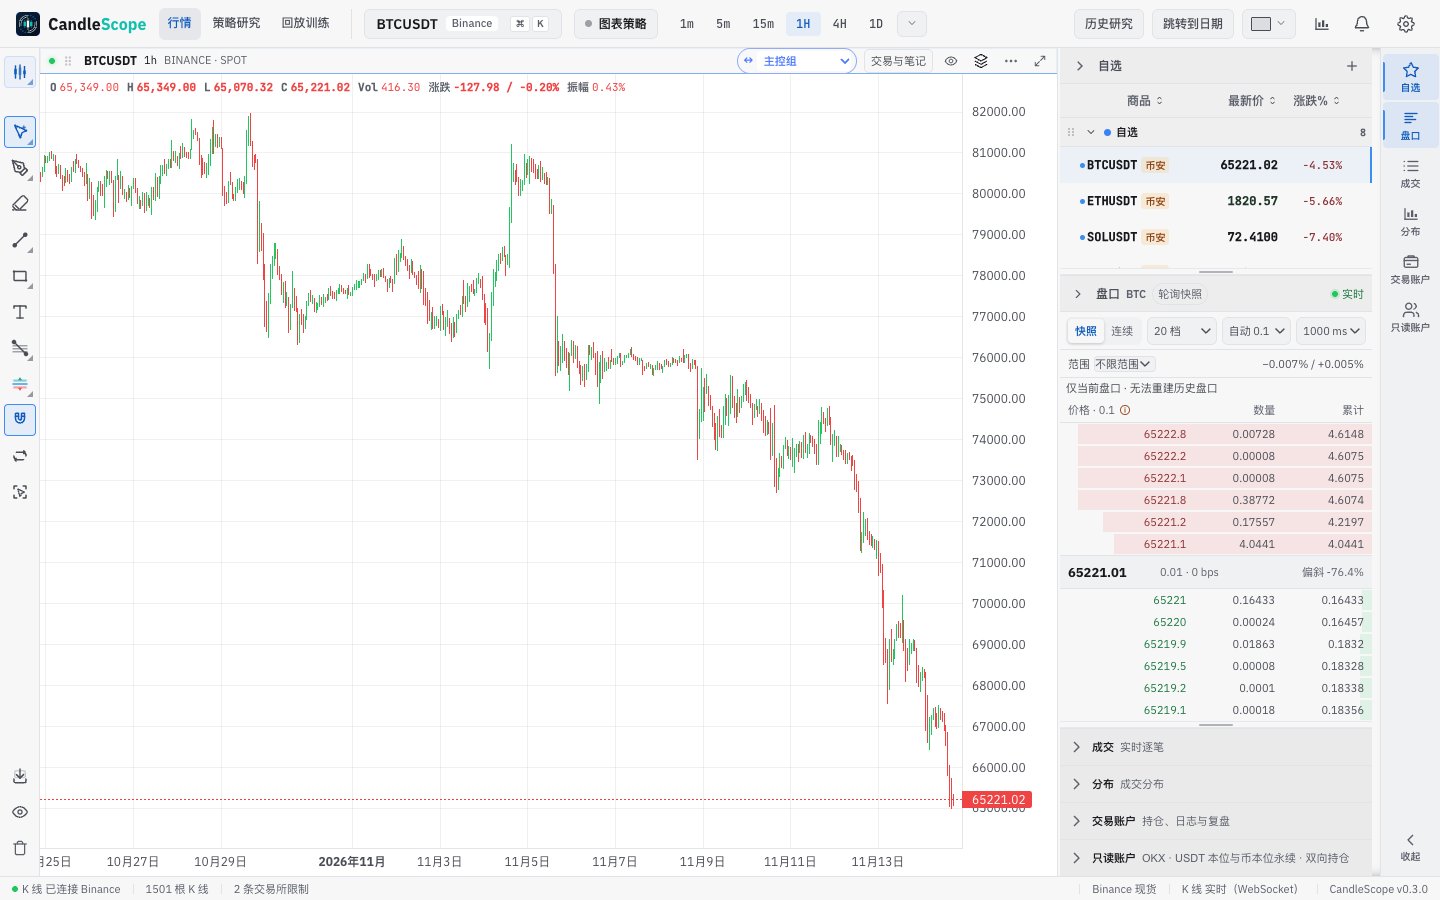 CandleScope 行情 策略研究 回放训练 BTCUSDT Binance ⌘ K 图表策略 1m 5m 15m 1H 4H 1D 历史研究 跳转到日期
BTCUSDT 1h BINANCE · SPOT 主控组 交易与笔记
O 65,349.00 H 65,349.00 L 65,070.32 C 65,221.02 Vol 416.30 涨跌 -127.98 / -0.20% 振幅 0.43%
82000.00
81000.00
80000.00
79000.00
78000.00
77000.00
76000.00
75000.00
74000.00
73000.00
72000.00
71000.00
70000.00
69000.00
68000.00
67000.00
66000.00
65221.02
月25日 10月27日 10月29日 2026年11月 11月3日 11月5日 11月7日 11月9日 11月11日 11月13日
自选
商品 最新价 涨跌%
自选 8
BTCUSDT 币安 65221.02 -4.53%
ETHUSDT 币安 1820.57 -5.66%
SOLUSDT 币安 72.4100 -7.40%
盘口 BTC 轮询快照 实时
快照 连续 20 档 自动 0.1 1000 ms
范围 不限范围 −0.007% / +0.005%
仅当前盘口 · 无法重建历史盘口
价格 · 0.1 数量 累计
65222.8 0.00728 4.6148
65222.2 0.00008 4.6075
65222.1 0.00008 4.6075
65221.8 0.38772 4.6074
65221.2 0.17557 4.2197
65221.1 4.0441 4.0441
65221.01 0.01 · 0 bps 偏斜 -76.4%
65221 0.16433 0.16433
65220 0.00024 0.16457
65219.9 0.01863 0.1832
65219.5 0.00008 0.18328
65219.2 0.0001 0.18338
65219.1 0.00018 0.18356
成交 实时逐笔
分布 成交分布
交易账户 持仓、日志与复盘
只读账户 OKX · USDT 本位与币本位永续 · 双向持仓
自选
盘口
成交
分布
交易账户
只读账户
收起
K 线 已连接 Binance 1501 根 K 线 2 条交易所限制 Binance 现货 K 线 实时（WebSocket） CandleScope v0.3.0